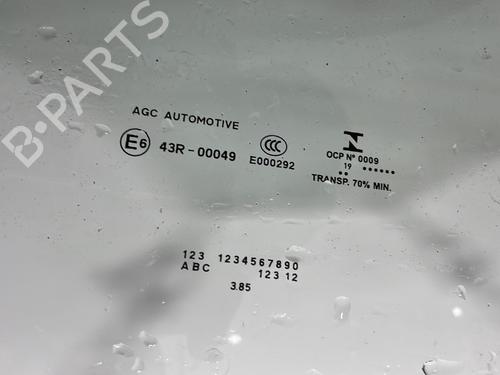 B-PARTS
AGC AUTOMOTIVE
E6 43R-00049
CCC
E000292
OCP Nº 0009
19 ••••••
••
TRANSP. 70% MIN.
123 1234567890
ABC 123 12
3.85